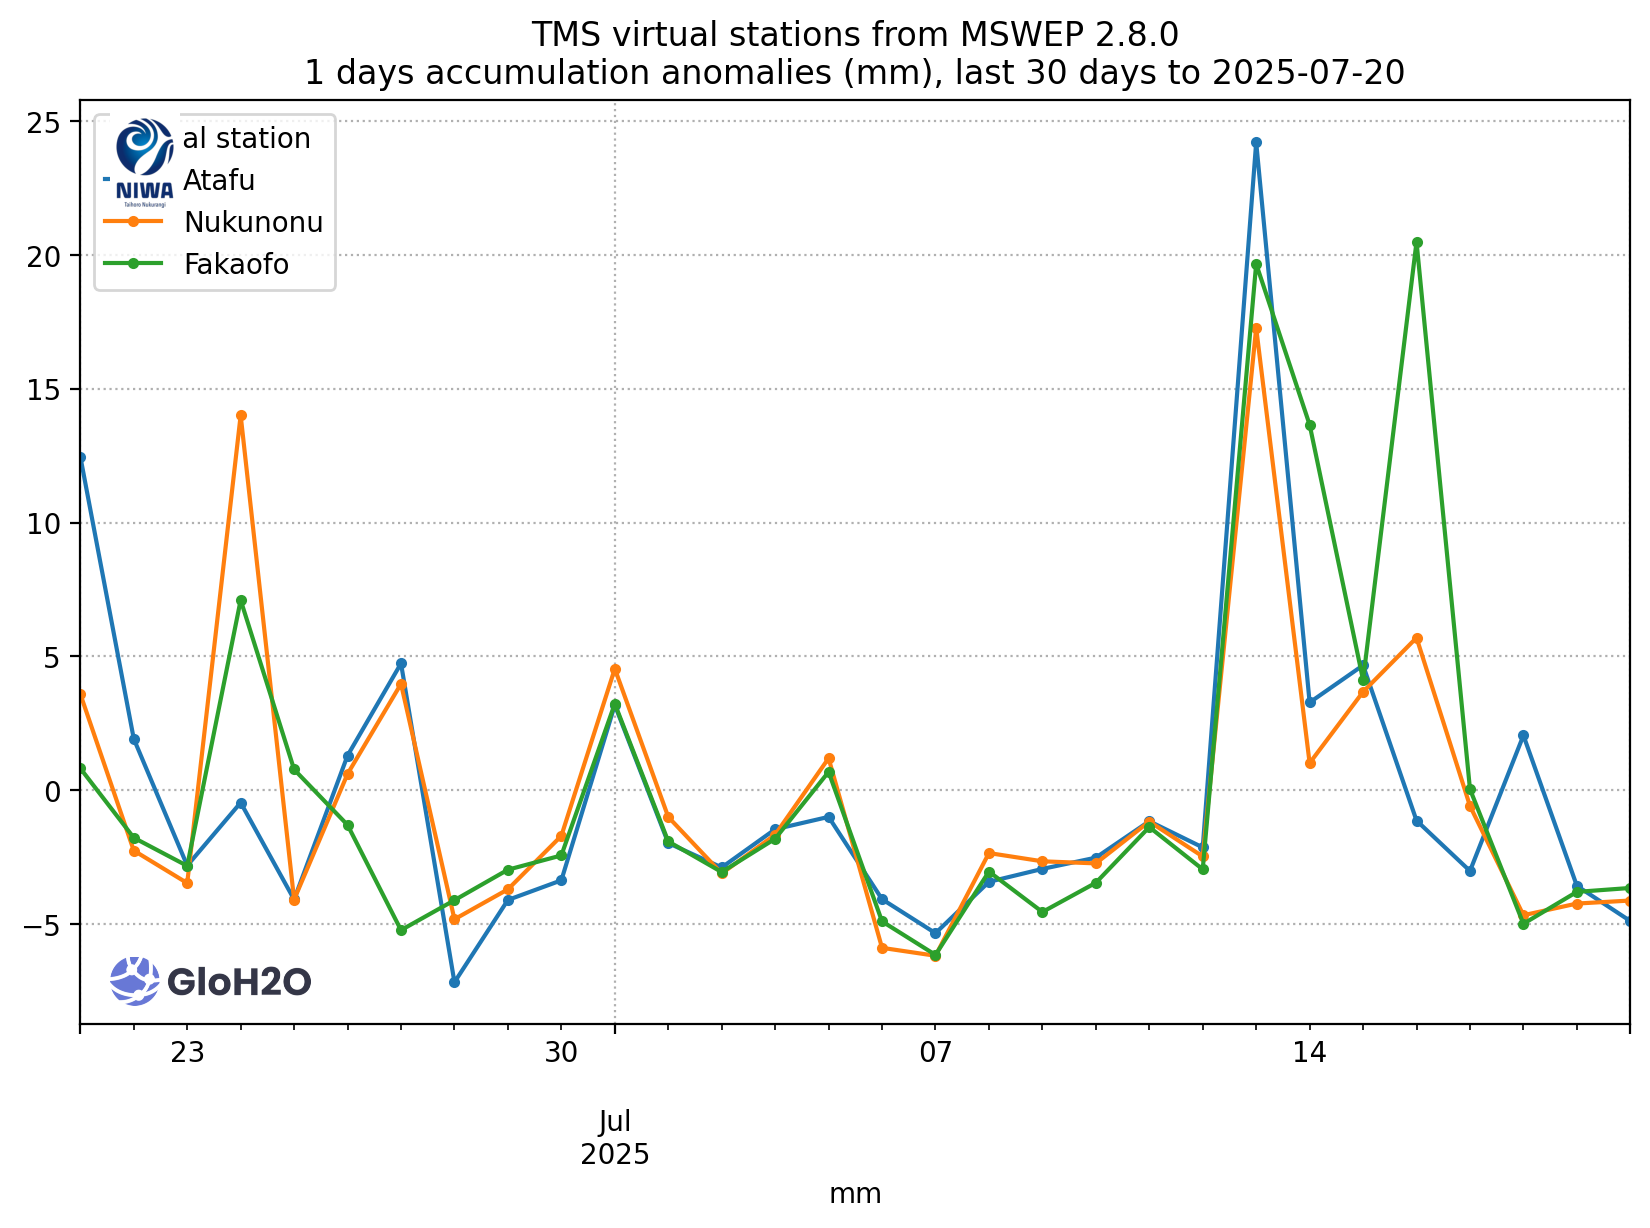 TMS virtual stations from MSWEP 2.8.0
1 days accumulation anomalies (mm), last 30 days to 2025-07-20
25
20
15
10
5
0
−5
al station
Atafu
Nukunonu
Fakaofo
NIWA
Taihoro Nukurangi
GloH2O
23
30
07
14
Jul
2025
mm